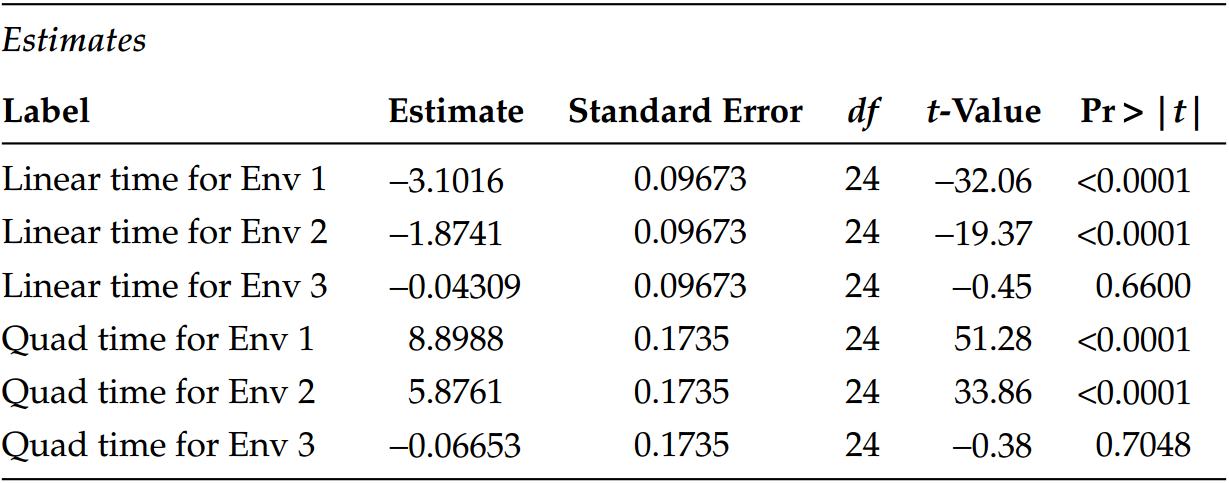 Estimates
Label Estimate Standard Error df t-Value Pr > |t|
Linear time for Env 1 –3.1016 0.09673 24 –32.06 <0.0001
Linear time for Env 2 –1.8741 0.09673 24 –19.37 <0.0001
Linear time for Env 3 –0.04309 0.09673 24 –0.45 0.6600
Quad time for Env 1 8.8988 0.1735 24 51.28 <0.0001
Quad time for Env 2 5.8761 0.1735 24 33.86 <0.0001
Quad time for Env 3 –0.06653 0.1735 24 –0.38 0.7048